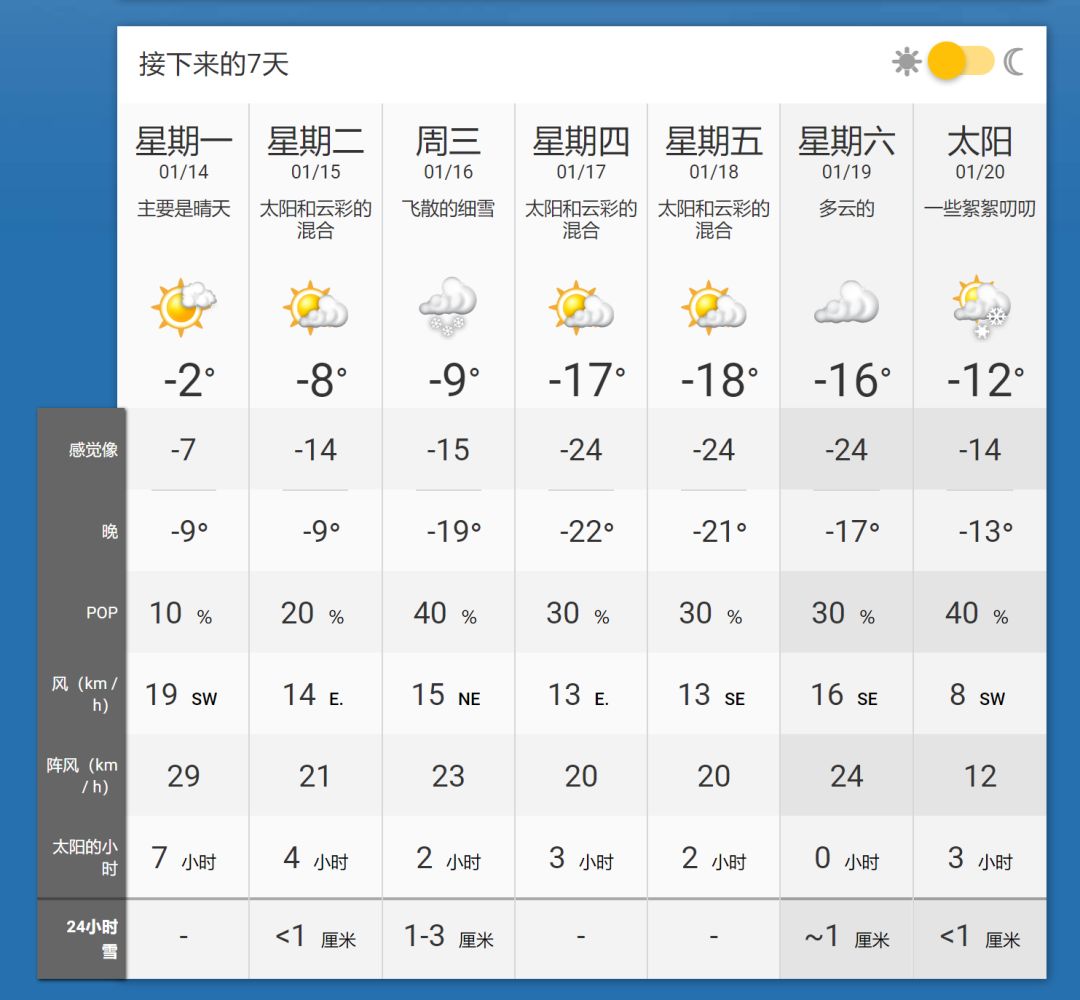 接下来的7天
星期一 星期二 周三 星期四 星期五 星期六 太阳
01/14 01/15 01/16 01/17 01/18 01/19 01/20
主要是晴天 太阳和云彩的 飞散的细雪 太阳和云彩的 太阳和云彩的 多云的 一些絮絮叨叨
混合 混合 混合
-2° -8° -9° -17° -18° -16° -12°
感觉像 -7 -14 -15 -24 -24 -24 -14
晚 -9° -9° -19° -22° -21° -17° -13°
POP 10 % 20 % 40 % 30 % 30 % 30 % 40 %
风（km /
h） 19 SW 14 E. 15 NE 13 E. 13 SE 16 SE 8 SW
阵风（km
/ h） 29 21 23 20 20 24 12
太阳的小
时 7 小时 4 小时 2 小时 3 小时 2 小时 0 小时 3 小时
24小时
雪 - <1 厘米 1-3 厘米 - - ~1 厘米 <1 厘米